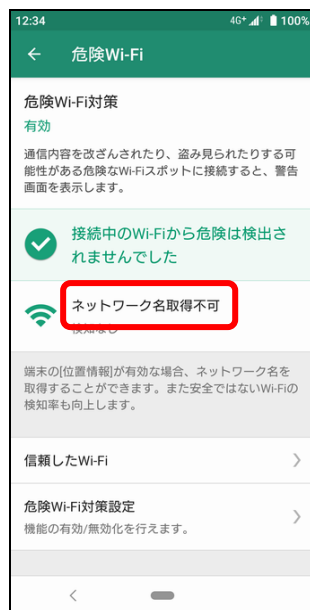 12:34 4G+ 100%
危険Wi-Fi
危険Wi-Fi対策
有効
通信内容を改ざんされたり、盗み見られたりする可
能性がある危険なWi-Fiスポットに接続すると、警告
画面を表示します。
接続中のWi-Fiから危険は検出さ
れませんでした
ネットワーク名取得不可
検知なし
端末の[位置情報]が有効な場合、ネットワーク名を
取得することができます。また安全ではないWi-Fiの
検知率も向上します。
信頼したWi-Fi
危険Wi-Fi対策設定
機能の有効/無効化を行えます。